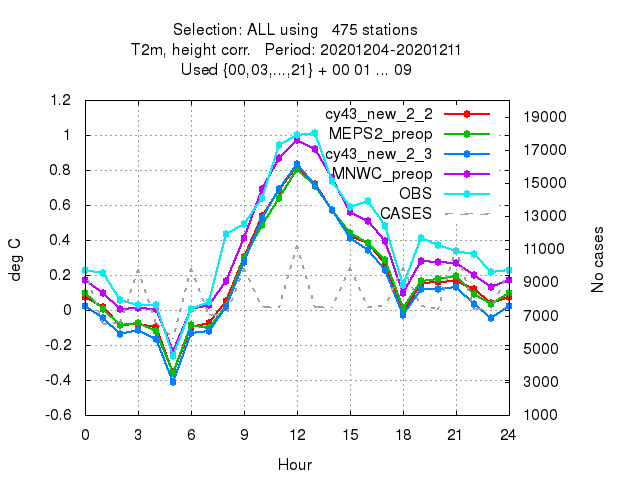 Selection: ALL using   475 stations
T2m, height corr.   Period: 20201204-20201211
Used {00,03,...,21} + 00 01 ... 09
cy43_new_2_2
MEPS2_preop
cy43_new_2_3
MNWC_preop
OBS
CASES
1.2
1
0.8
0.6
0.4
0.2
0
-0.2
-0.4
-0.6
deg C
19000
17000
15000
13000
11000
9000
7000
5000
3000
1000
No cases
0 3 6 9 12 15 18 21 24
Hour